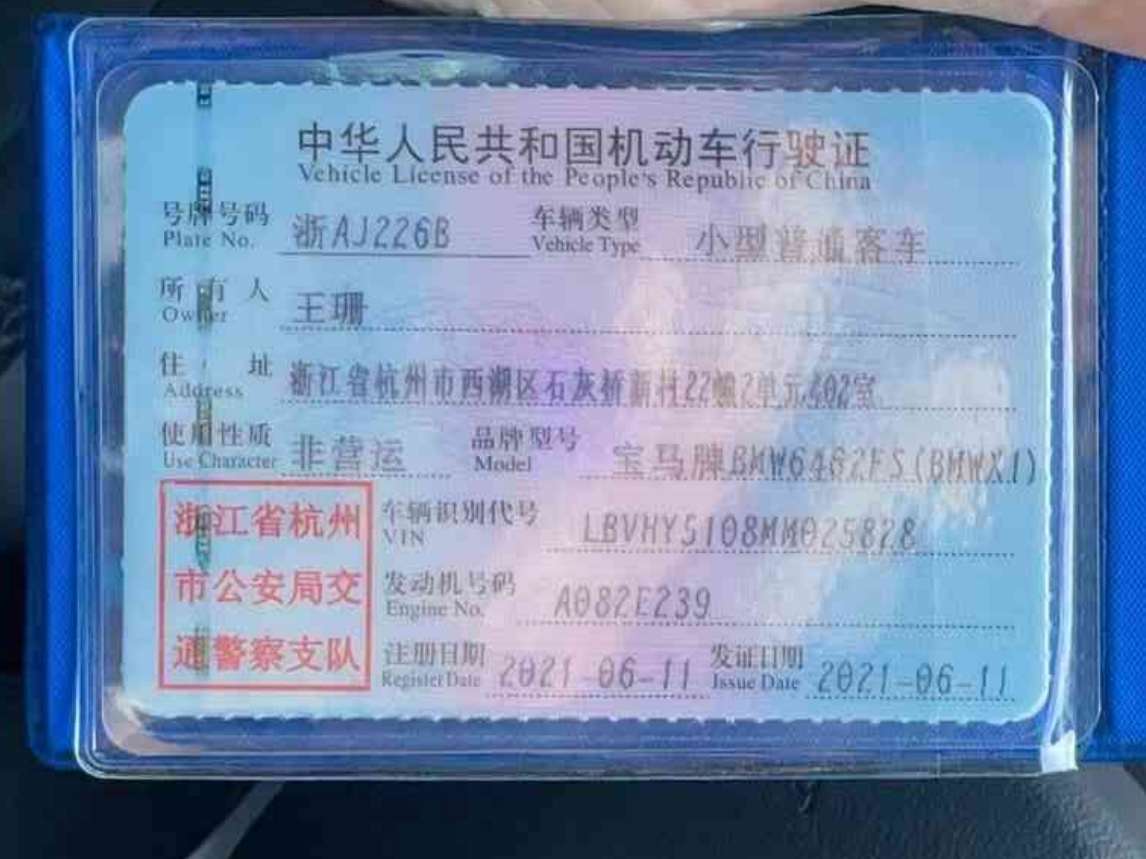 中华人民共和国机动车行驶证
Vehicle License of the People's Republic of China
号牌号码 浙AJ226B 车辆类型 小型普通客车
Plate No. Vehicle Type
所有人 王珊
Owner
住址 浙江省杭州市西湖区石灰桥新村22幢2单元402室
Address
使用性质 非营运 品牌型号 宝马牌BMW6462FS(BMWX1)
Use Character Model
浙江省杭州
市公安局交
通警察支队
车辆识别代号 LBVHY5108MM025828
VIN
发动机号码 A082E239
Engine No.
注册日期 2021-06-11 发证日期 2021-06-11
Register Date Issue Date